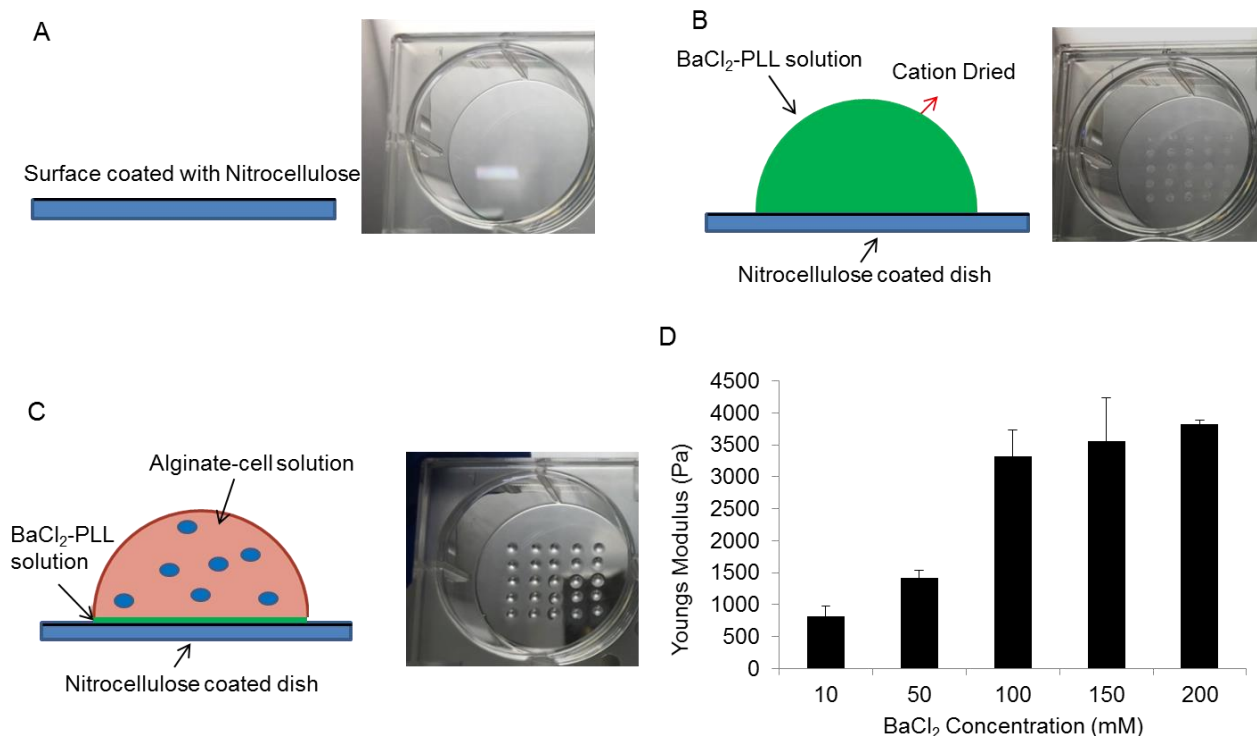 A
Surface coated with Nitrocellulose
B
BaCl₂-PLL solution
Cation Dried
Nitrocellulose coated dish
C
Alginate-cell solution
BaCl₂-PLL
solution
Nitrocellulose coated dish
D
Youngs Modulus (Pa)
4500
4000
3500
3000
2500
2000
1500
1000
500
0
10 50 100 150 200
BaCl₂ Concentration (mM)